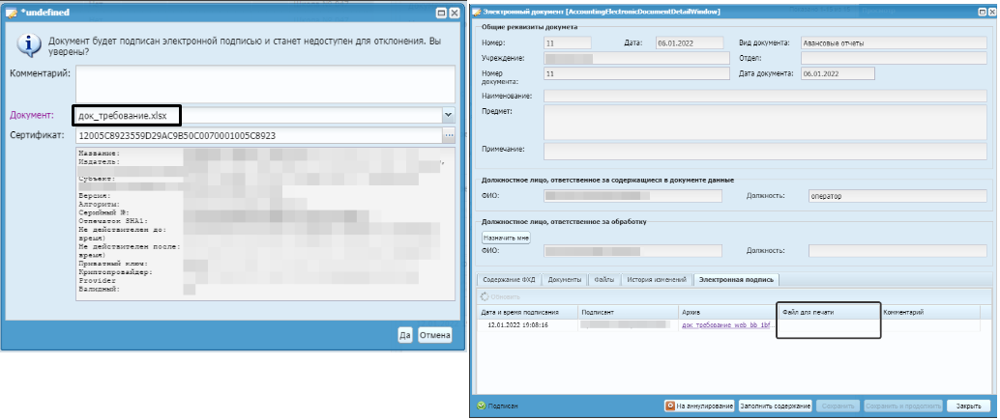 *undefined
Документ будет подписан электронной подписью и станет недоступен для отклонения. Вы
уверены?
Комментарий:
Документ: док_требование.xlsx
Сертификат: 12005C8923559D29AC9B50C0070001005C8923
Название:
Издатель:
Субъект:
Версия:
Алгоритм:
Серийный №:
Отпечаток SHA1:
Не действителен до:
время)
Не действителен после:
время)
Приватный ключ:
Криптопровайдер:
Provider
Валидный:
Да Отмена
Электронный документ [AccountingElectronicDocumentDetailWindow]
Общие реквизиты докумета
Номер: 11 Дата: 06.01.2022 Вид документа: Авансовые отчеты
Учреждение: Отдел:
Номер
документа: 11 Дата документа: 06.01.2022
Наименование:
Предмет:
Примечание:
Должностное лицо, ответственное за содержащиеся в документе данные
ФИО: Должность: оператор
Должностное лицо, ответственное за обработку
Назначить мне
ФИО: Должность:
Содержание ФХД Документы Файлы История изменений Электронная подпись
Обновить
Дата и время подписания Подписант Архив Файл для печати Комментарий
12.01.2022 19:08:16 док_требование_web_bb_1bf...
Подписан На аннулирование Заполнить содержание Сохранить Сохранить и продолжить Закрыть